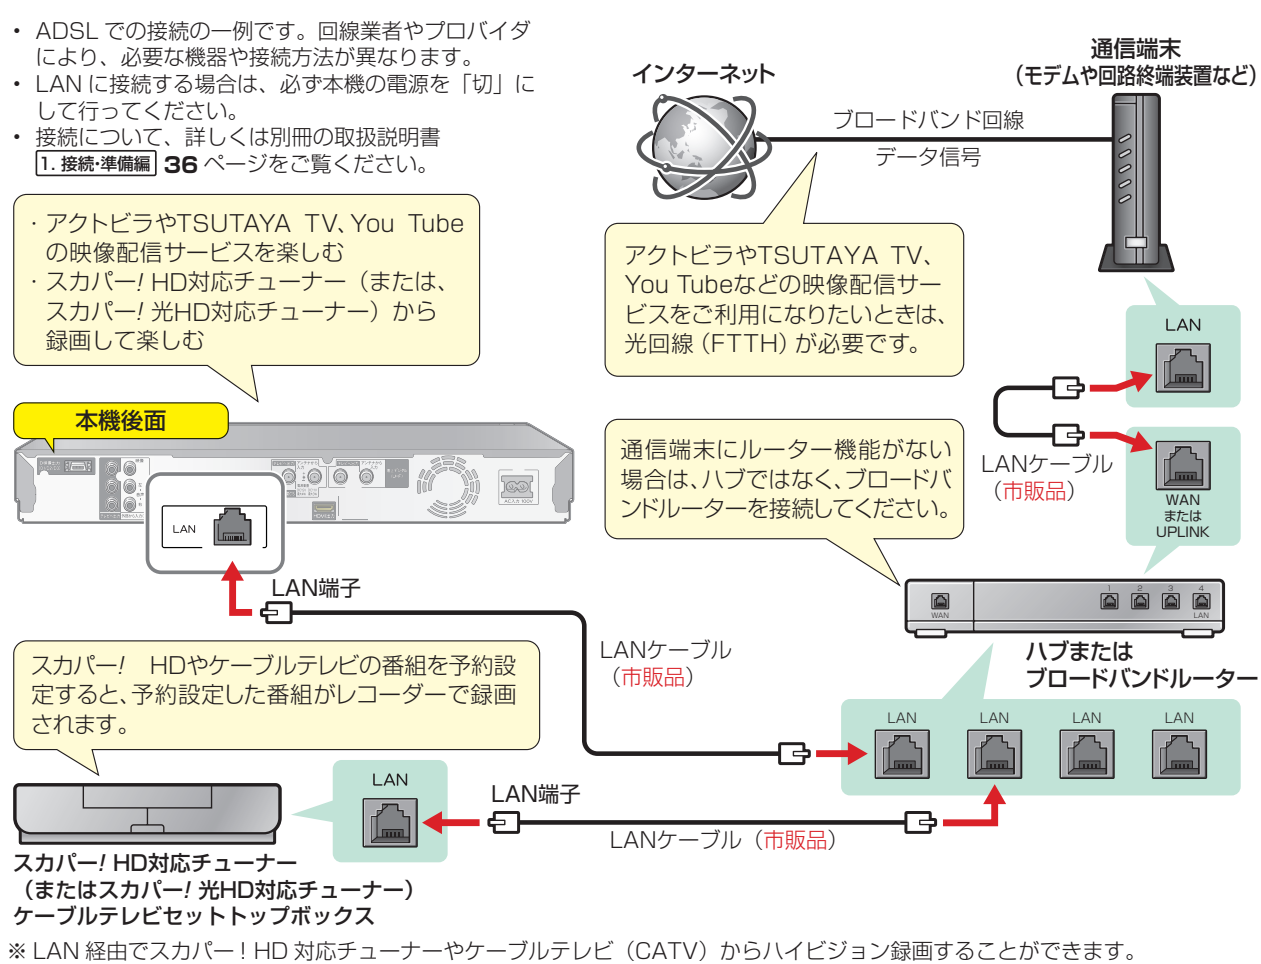 ・ ADSL での接続の一例です。回線業者やプロバイダ
により、必要な機器や接続方法が異なります。
・ LAN に接続する場合は、必ず本機の電源を「切」に
して行ってください。
・ 接続について、詳しくは別冊の取扱説明書
1. 接続・準備編 36 ページをご覧ください。
・アクトビラやTSUTAYA TV、You Tube
の映像配信サービスを楽しむ
・スカパー! HD対応チューナー（または、
スカパー! 光HD対応チューナー）から
録画して楽しむ
本機後面
LAN
LAN端子
インターネット
ブロードバンド回線
データ信号
通信端末
（モデムや回路終端装置など）
アクトビラやTSUTAYA TV、
You Tubeなどの映像配信サー
ビスをご利用になりたいときは、
光回線（FTTH）が必要です。
LAN
LANケーブル
（市販品）
WAN
または
UPLINK
通信端末にルーター機能がない
場合は、ハブではなく、ブロードバ
ンドルーターを接続してください。
WAN
1 2 3 4
LAN
ハブまたは
ブロードバンドルーター
LANケーブル
（市販品）
LAN LAN LAN LAN
スカパー! HDやケーブルテレビの番組を予約設
定すると、予約設定した番組がレコーダーで録画
されます。
LAN
LAN端子
LANケーブル（市販品）
スカパー! HD対応チューナー
（またはスカパー! 光HD対応チューナー）
ケーブルテレビセットトップボックス
※ LAN 経由でスカパー！HD 対応チューナーやケーブルテレビ（CATV）からハイビジョン録画することができます。